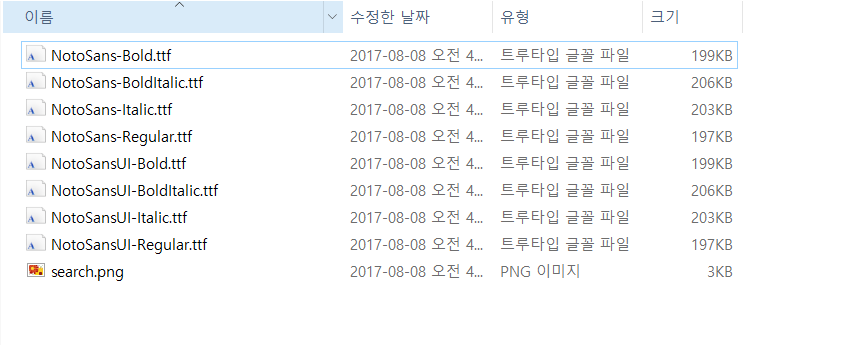 이름 수정한 날짜 유형 크기
NotoSans-Bold.ttf 2017-08-08 오전 4... 트루타입 글꼴 파일 199KB
NotoSans-BoldItalic.ttf 2017-08-08 오전 4... 트루타입 글꼴 파일 206KB
NotoSans-Italic.ttf 2017-08-08 오전 4... 트루타입 글꼴 파일 203KB
NotoSans-Regular.ttf 2017-08-08 오전 4... 트루타입 글꼴 파일 197KB
NotoSansUI-Bold.ttf 2017-08-08 오전 4... 트루타입 글꼴 파일 199KB
NotoSansUI-BoldItalic.ttf 2017-08-08 오전 4... 트루타입 글꼴 파일 206KB
NotoSansUI-Italic.ttf 2017-08-08 오전 4... 트루타입 글꼴 파일 203KB
NotoSansUI-Regular.ttf 2017-08-08 오전 4... 트루타입 글꼴 파일 197KB
search.png 2017-08-08 오전 4... PNG 이미지 3KB